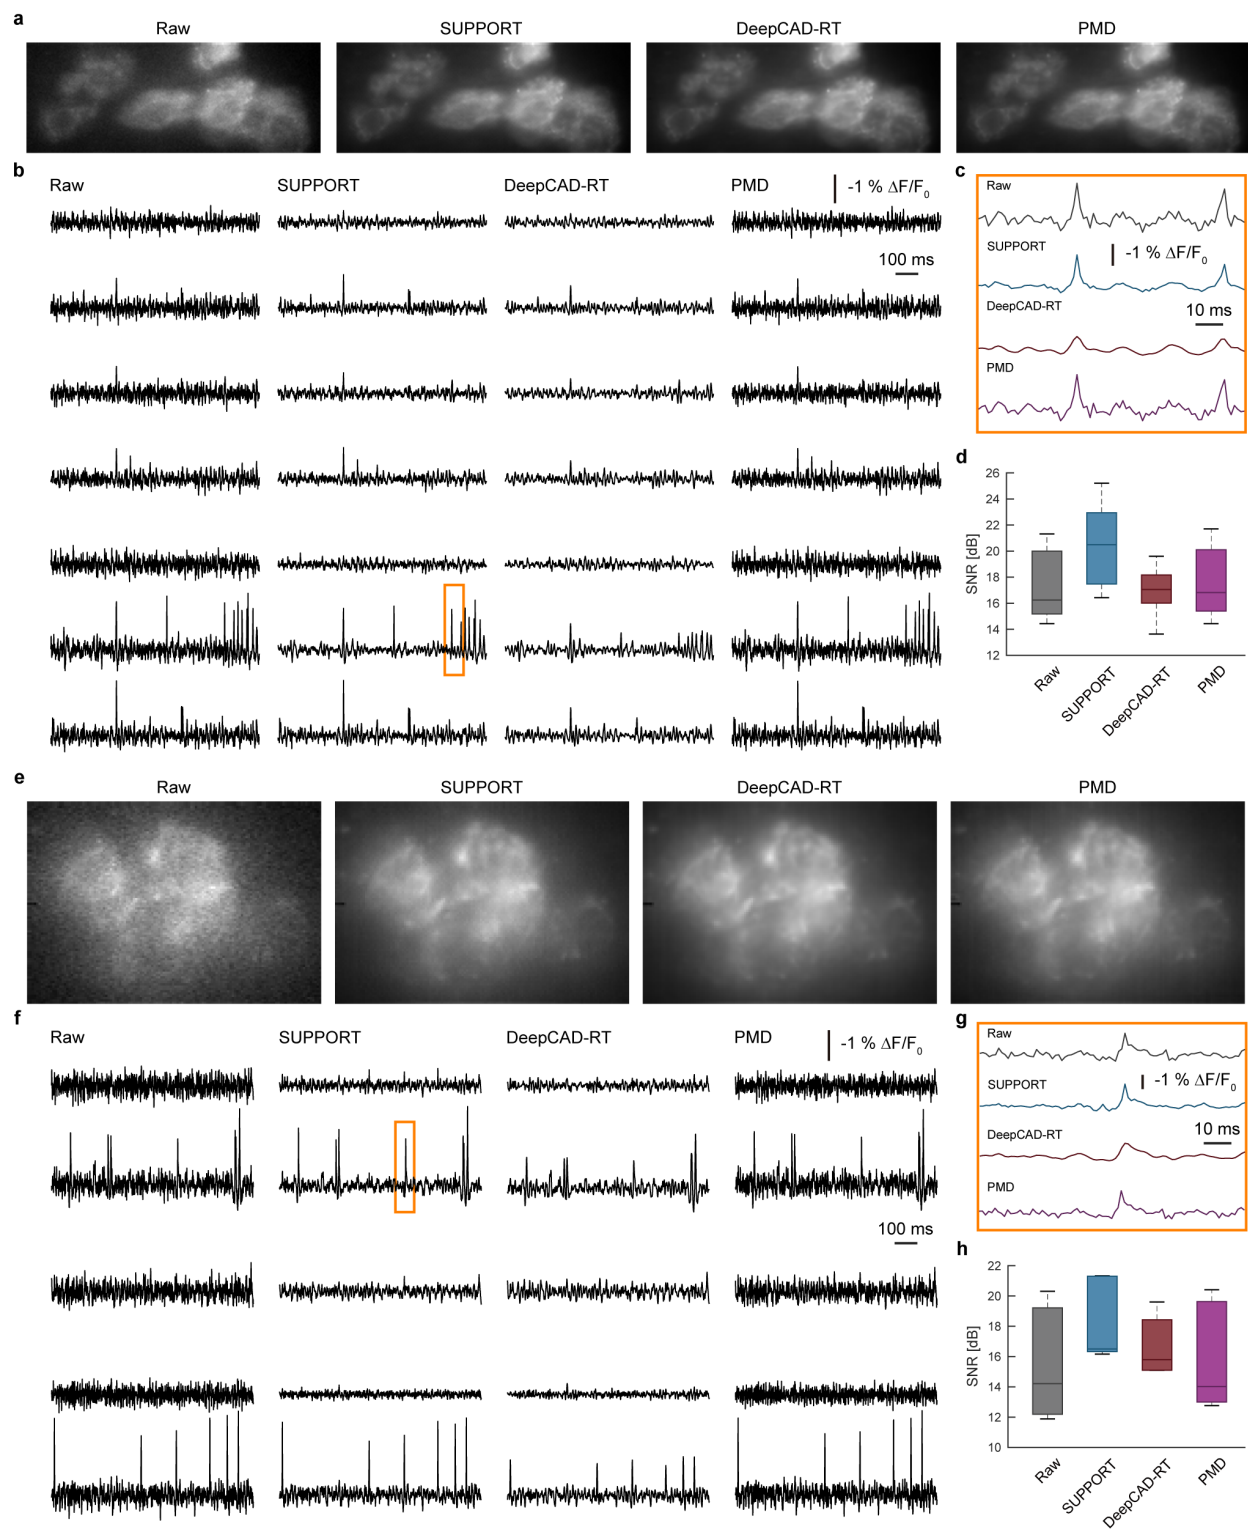 a
Raw
SUPPORT
DeepCAD-RT
PMD
b
Raw
SUPPORT
DeepCAD-RT
PMD
-1 % ΔF/F₀
100 ms
c
Raw
SUPPORT
-1 % ΔF/F₀
DeepCAD-RT
10 ms
PMD
d
26
24
22
20
18
16
14
12
SNR [dB]
Raw
SUPPORT
DeepCAD-RT
PMD
e
Raw
SUPPORT
DeepCAD-RT
PMD
f
Raw
SUPPORT
DeepCAD-RT
PMD
-1 % ΔF/F₀
100 ms
g
Raw
SUPPORT
-1 % ΔF/F₀
DeepCAD-RT
10 ms
PMD
h
22
20
18
16
14
12
10
SNR [dB]
Raw
SUPPORT
DeepCAD-RT
PMD